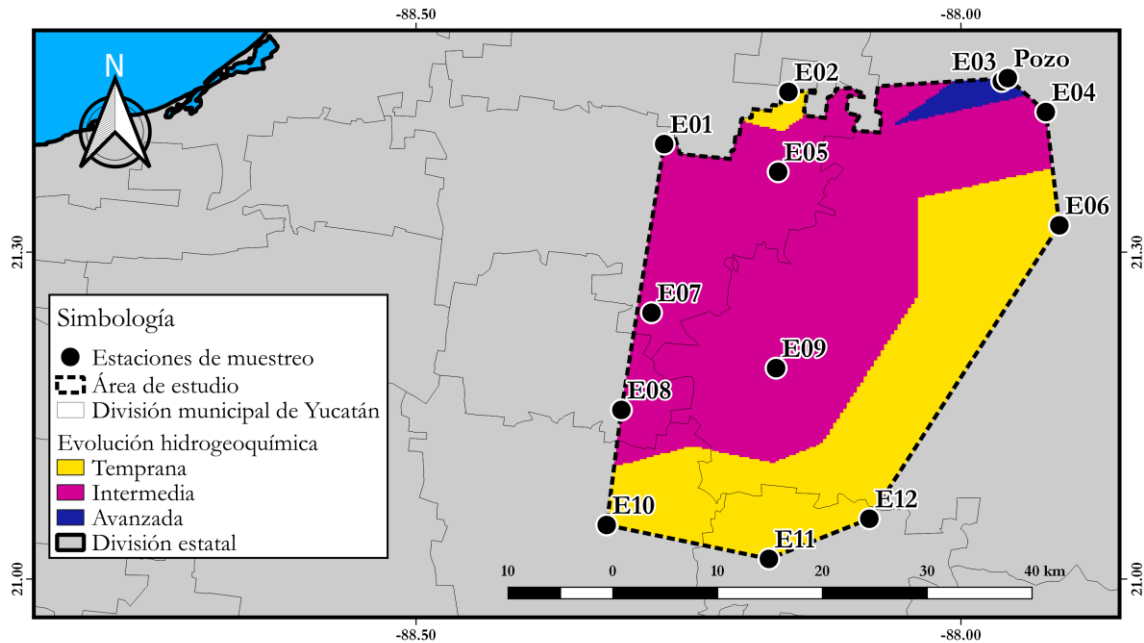 -88.50
-88.00
N
E03
Pozo
E02
E04
E01
E05
E06
21.30
21.30
E07
Simbología
Estaciones de muestreo
Área de estudio
División municipal de Yucatán
Evolución hidrogeoquímica
Temprana
Intermedia
Avanzada
División estatal
E09
E08
E10
E12
E11
10
0
10
20
30
40 km
21.00
21.00
-88.50
-88.00